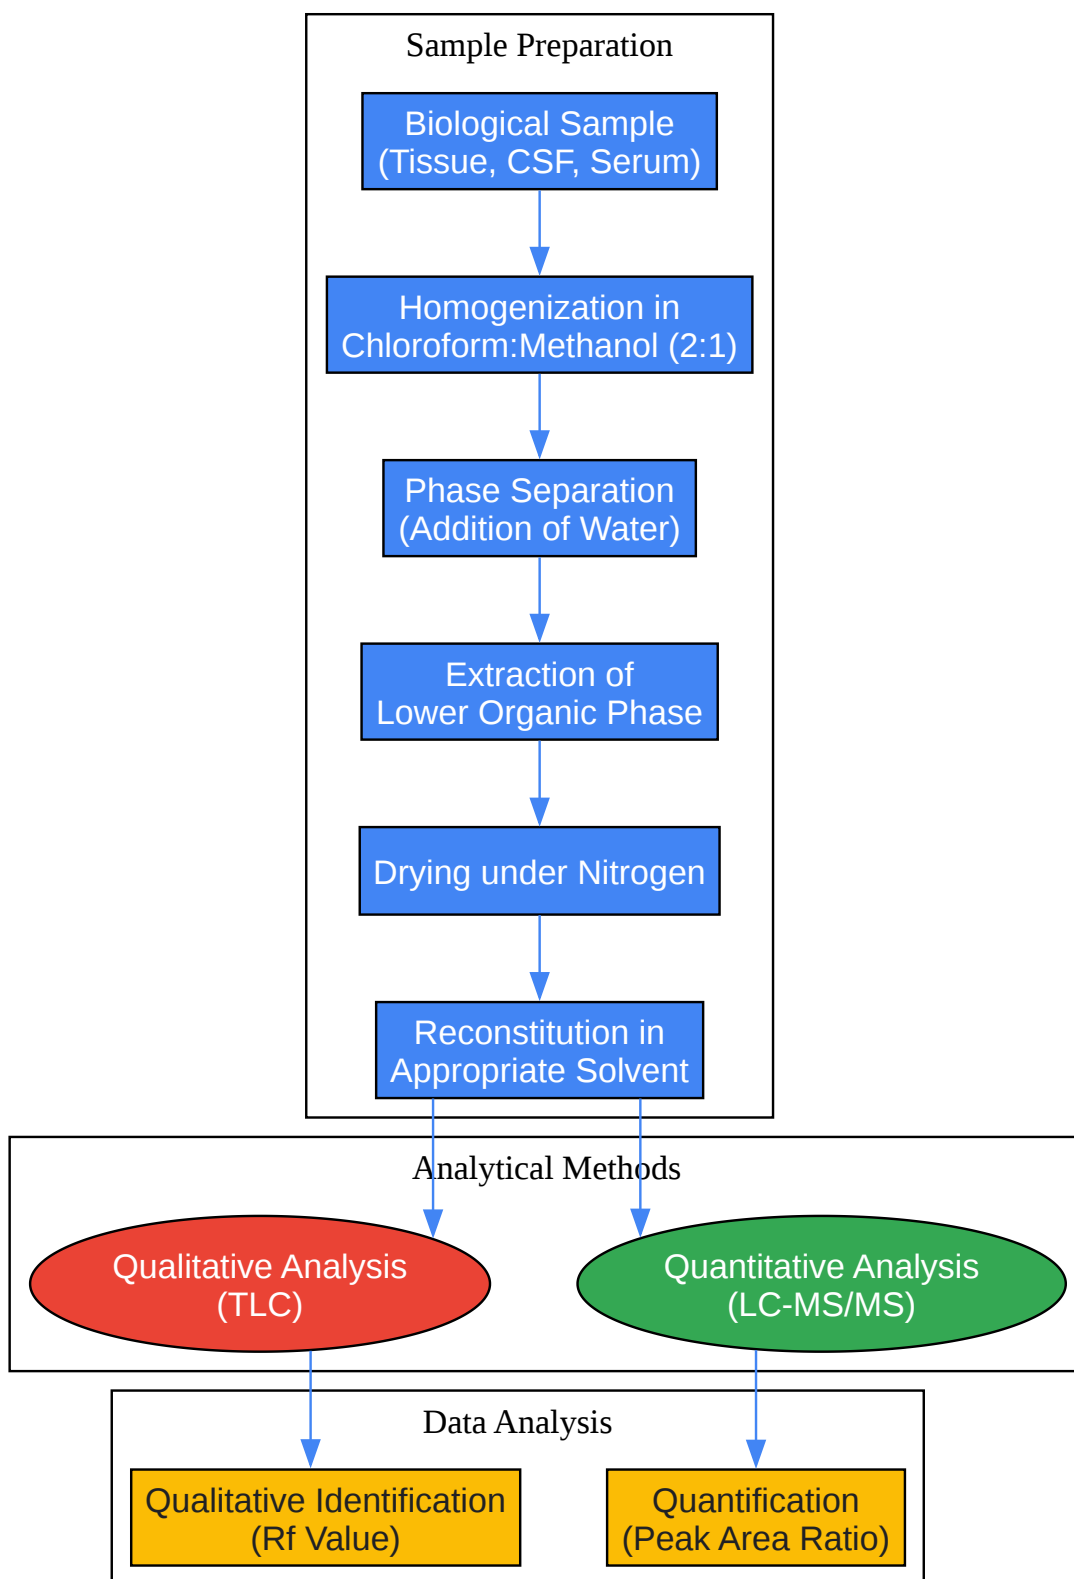 Sample Preparation
Biological Sample
(Tissue, CSF, Serum)
Homogenization in
Chloroform:Methanol (2:1)
Phase Separation
(Addition of Water)
Extraction of
Lower Organic Phase
Drying under Nitrogen
Reconstitution in
Appropriate Solvent
Analytical Methods
Qualitative Analysis
(TLC)
Quantitative Analysis
(LC-MS/MS)
Data Analysis
Qualitative Identification
(Rf Value)
Quantification
(Peak Area Ratio)